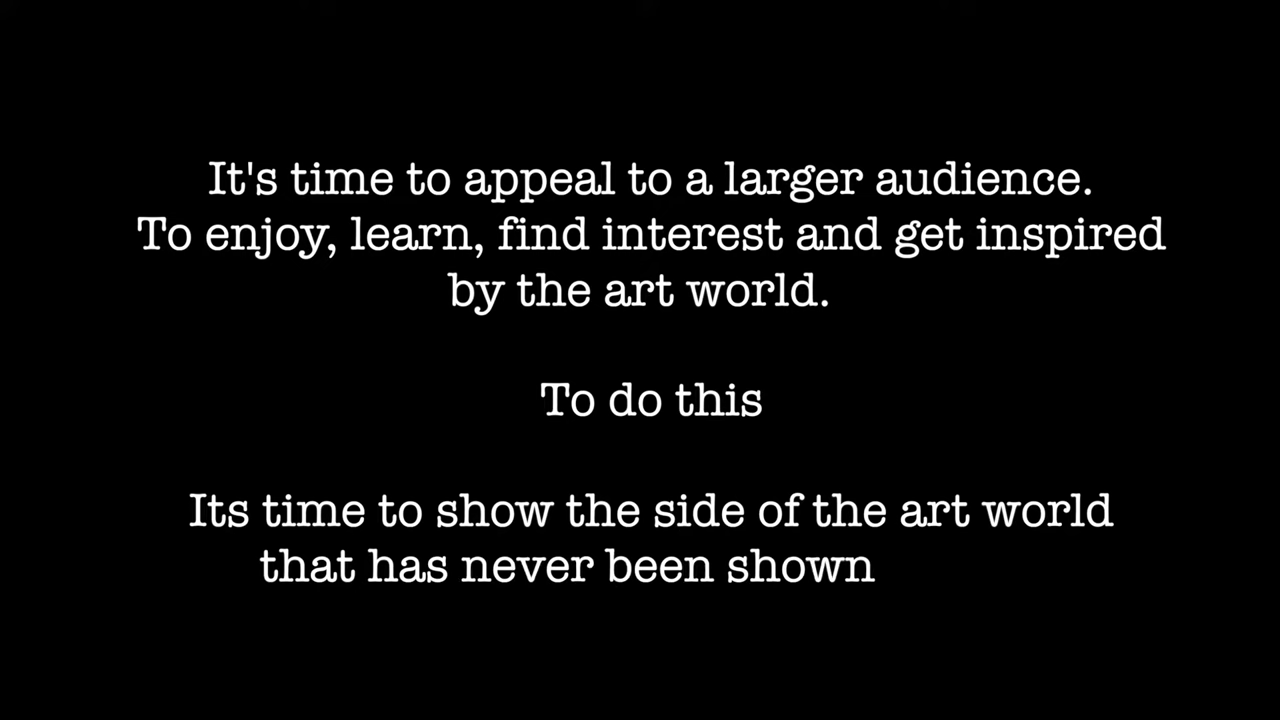 It's time to appeal to a larger audience.
To enjoy, learn, find interest and get inspired
by the art world.
To do this
Its time to show the side of the art world
that has never been shown